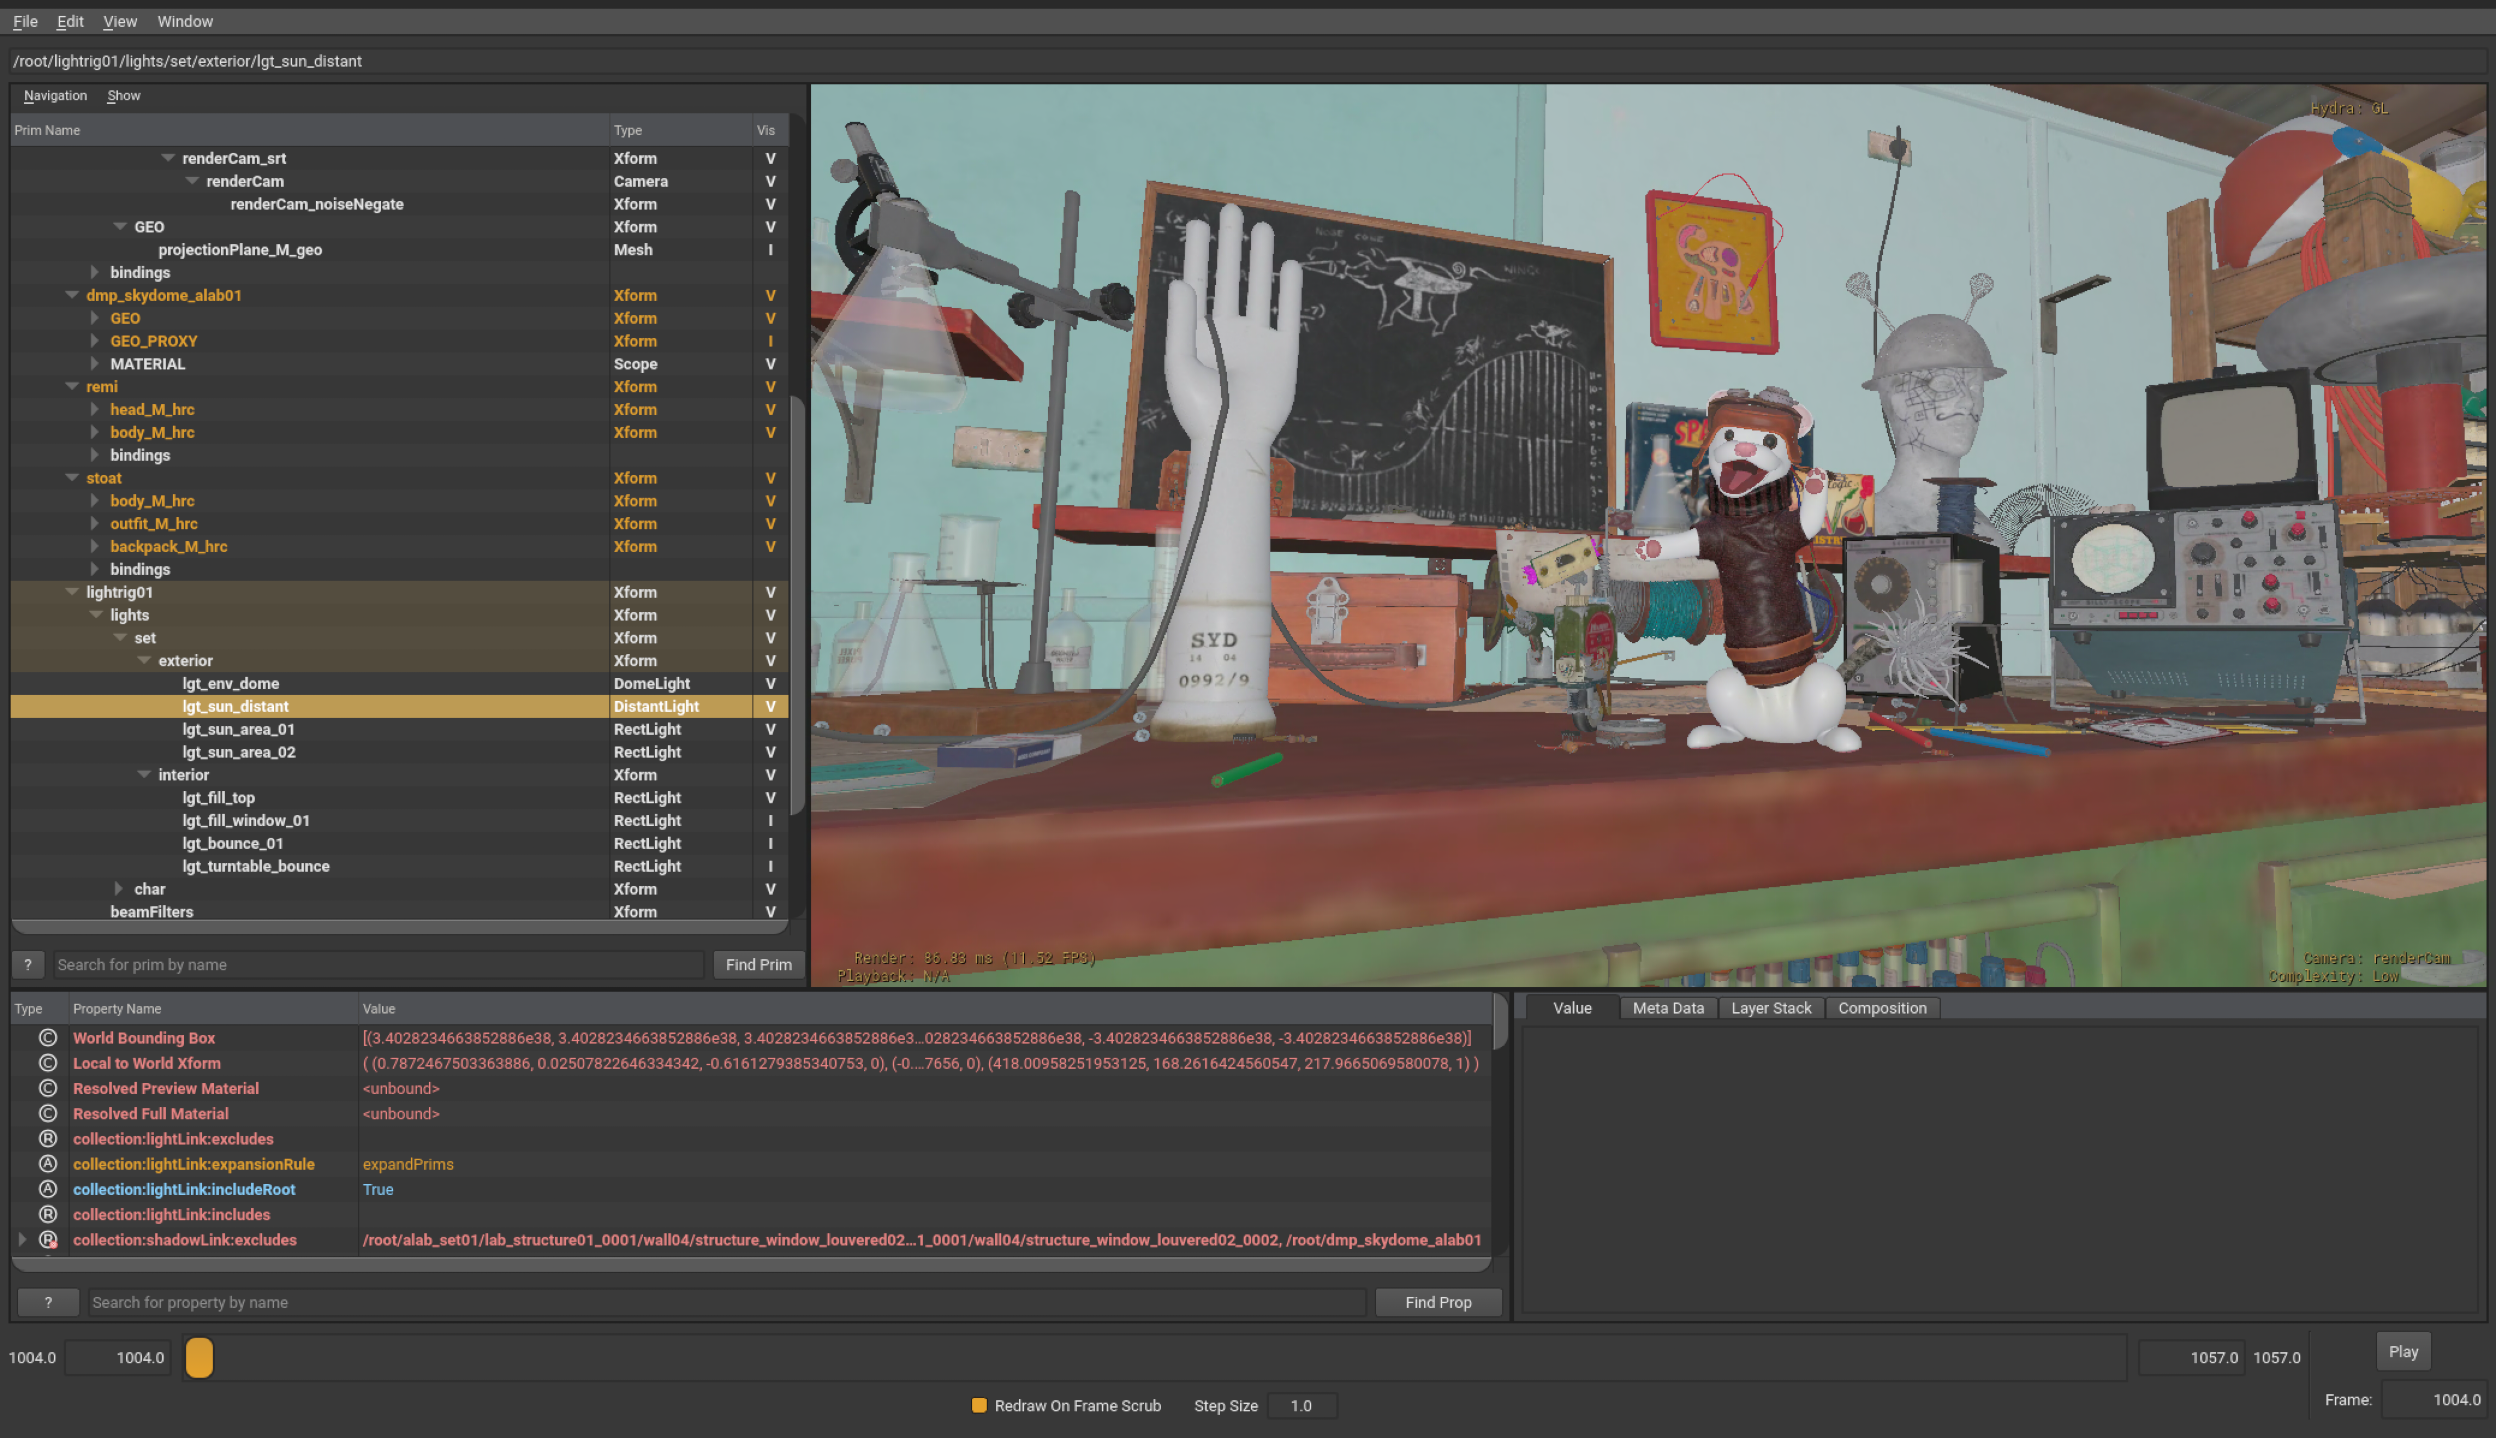 File Edit View Window
/root/lightrig01/lights/set/exterior/lgt_sun_distant
Navigation Show
Prim Name Type Vis
renderCam_srt Xform V
renderCam Camera V
renderCam_noiseNegate Xform V
GEO Xform V
projectionPlane_M_geo Mesh I
bindings
dmp_skydome_alab01 Xform V
GEO Xform V
GEO_PROXY Xform I
MATERIAL Scope V
remi Xform V
head_M_hrc Xform V
body_M_hrc Xform V
bindings
stoat Xform V
body_M_hrc Xform V
outfit_M_hrc Xform V
backpack_M_hrc Xform V
bindings
lightrig01 Xform V
lights Xform V
set Xform V
exterior Xform V
lgt_env_dome DomeLight V
lgt_sun_distant DistantLight V
lgt_sun_area_01 RectLight V
lgt_sun_area_02 RectLight V
interior Xform V
lgt_fill_top RectLight V
lgt_fill_window_01 RectLight I
lgt_bounce_01 RectLight I
lgt_turntable_bounce RectLight I
char Xform V
beamFilters Xform V
? Search for prim by name Find Prim
Hydra: GL
NOSE CONE
SYD
14 04
0992/9
Render: 86.83 ms (11.52 FPS)
Playback: N/A
Camera: renderCam
Complexity: Low
Type Property Name Value
C World Bounding Box [(3.4028234663852886e38, 3.4028234663852886e38, 3.4028234663852886e3...028234663852886e38, -3.4028234663852886e38, -3.4028234663852886e38)]
C Local to World Xform ( (0.7872467503363886, 0.02507822646334342, -0.6161279385340753, 0), (-0....7656, 0), (418.00958251953125, 168.2616424560547, 217.9665069580078, 1) )
C Resolved Preview Material <unbound>
C Resolved Full Material <unbound>
R collection:lightLink:excludes
A collection:lightLink:expansionRule expandPrims
A collection:lightLink:includeRoot True
R collection:lightLink:includes
R collection:shadowLink:excludes /root/alab_set01/lab_structure01_0001/wall04/structure_window_louvered02...1_0001/wall04/structure_window_louvered02_0002, /root/dmp_skydome_alab01
? Search for property by name Find Prop
Value Meta Data Layer Stack Composition
1004.0 1004.0 1057.0 1057.0 Play
Redraw On Frame Scrub Step Size 1.0 Frame: 1004.0